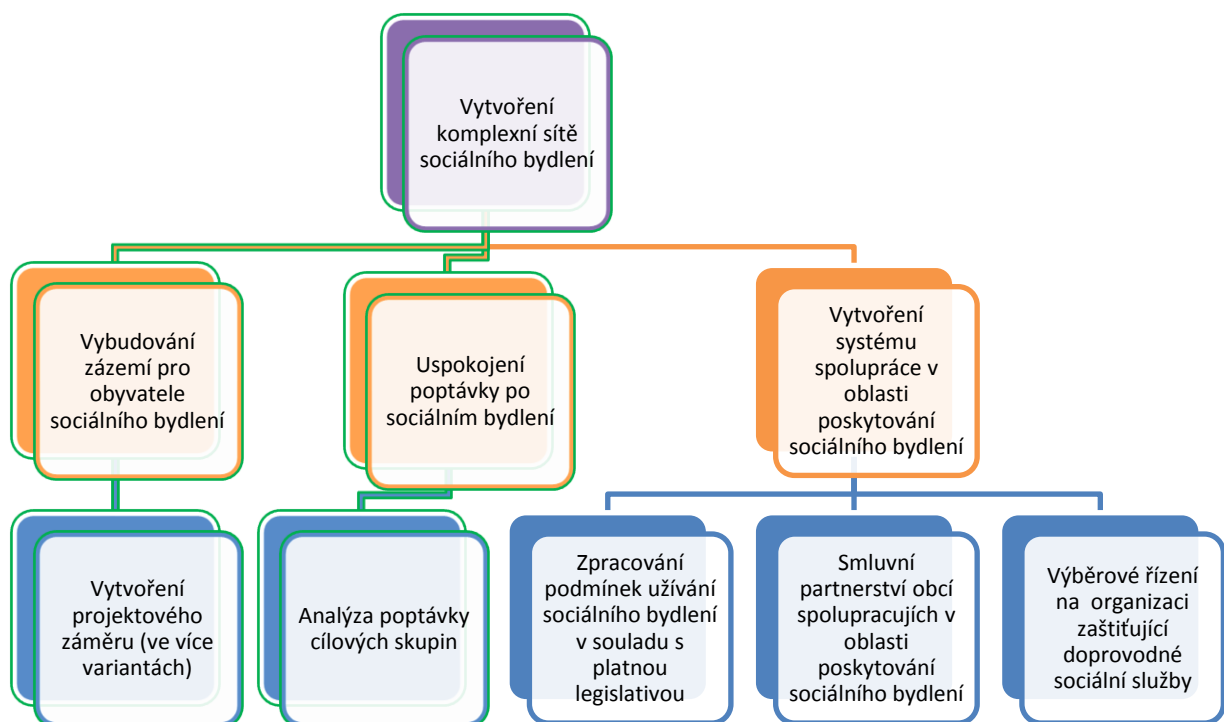 Vytvoření
komplexní sítě
sociálního bydlení
Vybudování
zázemí pro
obyvatele
sociálního bydlení
Uspokojení
poptávky po
sociálním bydlení
Vytvoření
systému
spolupráce v
oblasti
poskytování
sociálního bydlení
Vytvoření
projektového
záměru (ve více
variantách)
Analýza poptávky
cílových skupin
Zpracování
podmínek užívání
sociálního bydlení
v souladu s
platnou
legislativou
Smluvní
partnerství obcí
spolupracujích v
oblasti
poskytování
sociálního bydlení
Výběrové řízení
na organizaci
zaštiťující
doprovodné
sociální služby